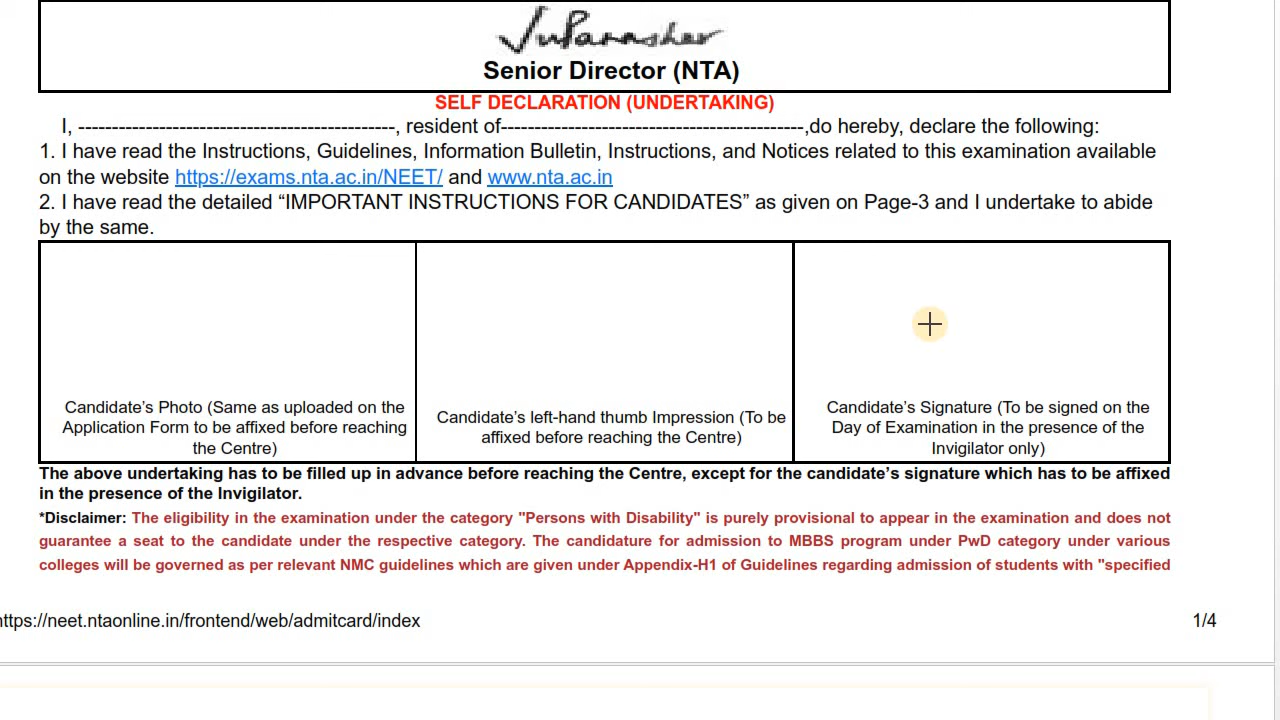 JuParasher
Senior Director (NTA)
SELF DECLARATION (UNDERTAKING)
I, -----------------------------------------------, resident of---------------------------------------------,do hereby, declare the following:
1. I have read the Instructions, Guidelines, Information Bulletin, Instructions, and Notices related to this examination available
on the website https://exams.nta.ac.in/NEET/ and www.nta.ac.in
2. I have read the detailed “IMPORTANT INSTRUCTIONS FOR CANDIDATES” as given on Page-3 and I undertake to abide
by the same.
Candidate’s Photo (Same as uploaded on the
Application Form to be affixed before reaching
the Centre)
Candidate’s left-hand thumb Impression (To be
affixed before reaching the Centre)
Candidate’s Signature (To be signed on the
Day of Examination in the presence of the
Invigilator only)
The above undertaking has to be filled up in advance before reaching the Centre, except for the candidate’s signature which has to be affixed
in the presence of the Invigilator.
*Disclaimer: The eligibility in the examination under the category "Persons with Disability" is purely provisional to appear in the examination and does not
guarantee a seat to the candidate under the respective category. The candidature for admission to MBBS program under PwD category under various
colleges will be governed as per relevant NMC guidelines which are given under Appendix-H1 of Guidelines regarding admission of students with "specified
https://neet.ntaonline.in/frontend/web/admitcard/index
1/4